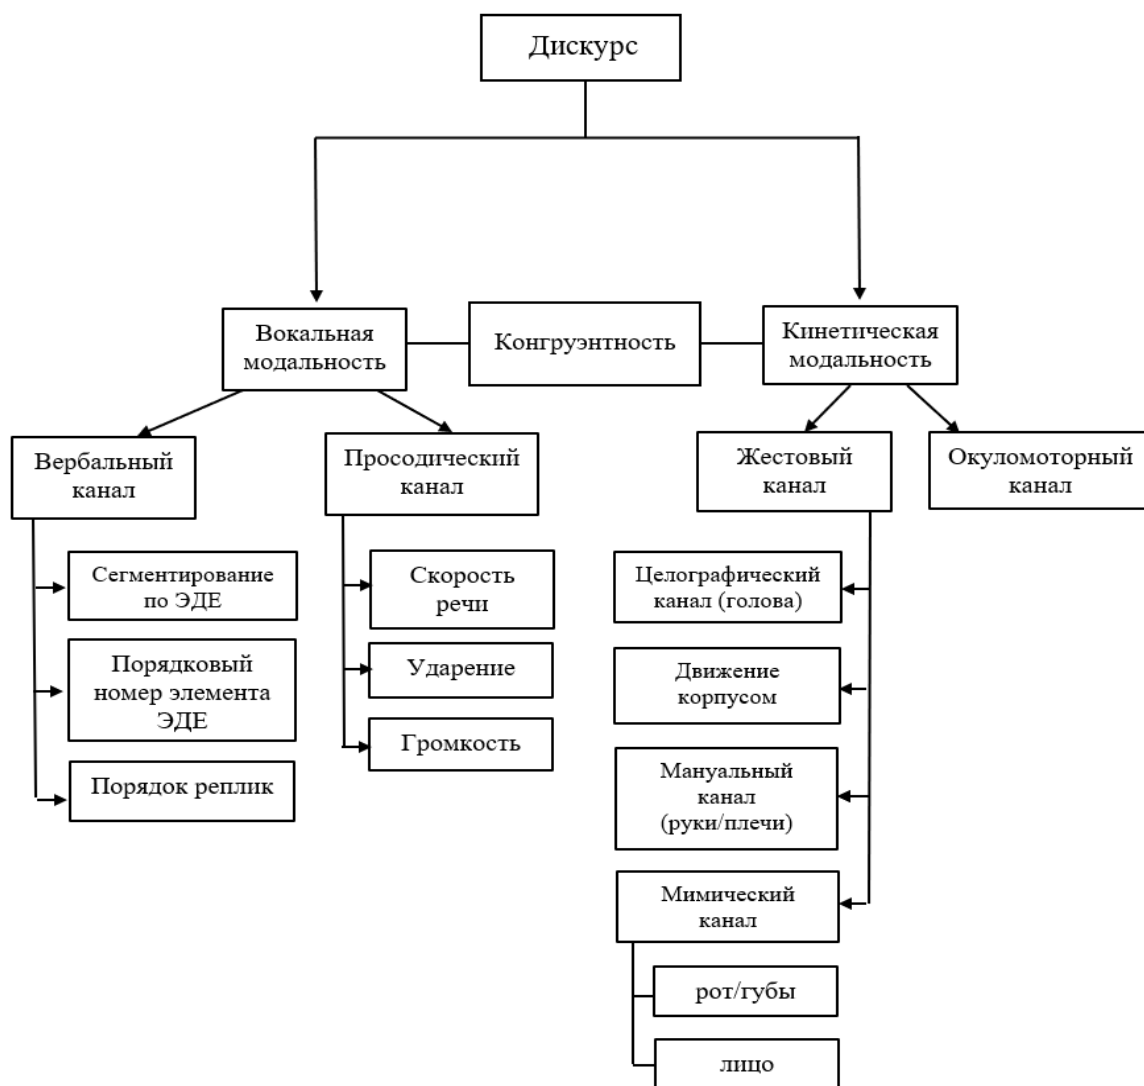 Дискурс
Вокальная
модальность
Конгруэнтность
Кинетическая
модальность
Вербальный
канал
Просодический
канал
Жестовый
канал
Окуломоторный
канал
Сегментирование
по ЭДЕ
Порядковый
номер элемента
ЭДЕ
Порядок реплик
Скорость
речи
Ударение
Громкость
Целографический
канал (голова)
Движение
корпусом
Мануальный
канал
(руки/плечи)
Мимический
канал
рот/губы
лицо